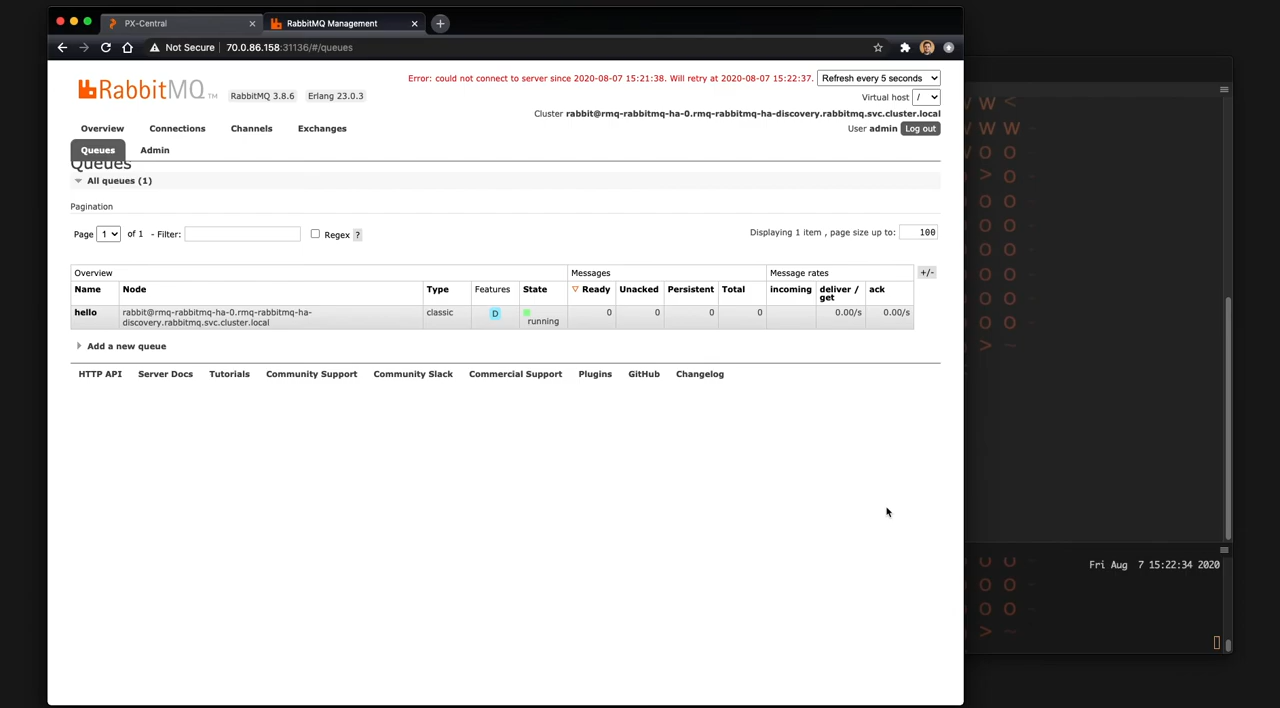 PX-Central
RabbitMQ Management
Not Secure 70.0.86.158:31136/#/queues
Error: could not connect to server since 2020-08-07 15:21:38. Will retry at 2020-08-07 15:22:37. Refresh every 5 seconds
RabbitMQ TM RabbitMQ 3.8.6 Erlang 23.0.3
Virtual host /
Cluster rabbit@rmq-rabbitmq-ha-0.rmq-rabbitmq-ha-discovery.rabbitmq.svc.cluster.local
User admin Log out
Overview Connections Channels Exchanges
Queues Admin
Queues
All queues (1)
Pagination
Page 1 of 1 - Filter: Regex ? Displaying 1 item , page size up to: 100
Overview Messages Message rates +/-
Name Node Type Features State Ready Unacked Persistent Total incoming deliver / get ack
hello rabbit@rmq-rabbitmq-ha-0.rmq-rabbitmq-ha- classic D running 0 0 0 0 0.00/s 0.00/s
discovery.rabbitmq.svc.cluster.local
Add a new queue
HTTP API Server Docs Tutorials Community Support Community Slack Commercial Support Plugins GitHub Changelog
W W <
W W W ~
W O O
> O ~
O O ~
O O ~
O O ~
O O ~
O O ~
O O ~
> ~
Fri Aug 7 15:22:34 2020
O O ~
O O ~
O O ~
> ~